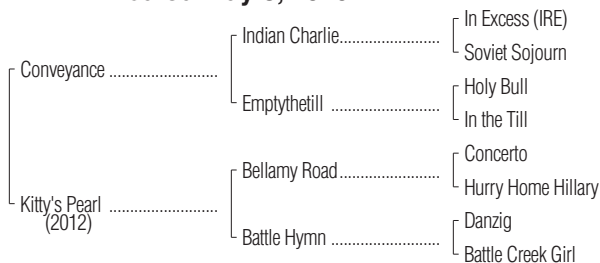 In Excess (IRE)
Indian Charlie
Soviet Sojourn
Conveyance
Holy Bull
Emptythetill
In the Till
Concerto
Bellamy Road
Hurry Home Hillary
Kitty's Pearl
(2012)
Danzig
Battle Hymn
Battle Creek Girl